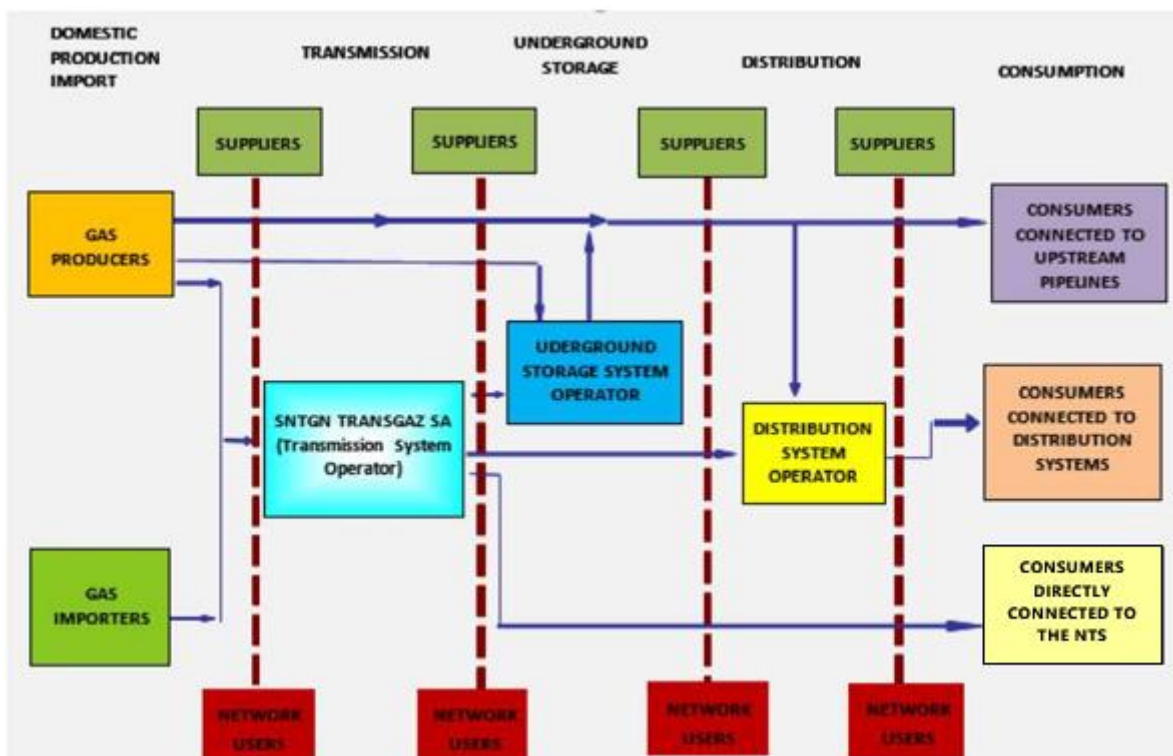 DOMESTIC
PRODUCTION
IMPORT
TRANSMISSION
UNDERGROUND
STORAGE
DISTRIBUTION
CONSUMPTION
SUPPLIERS
SUPPLIERS
SUPPLIERS
SUPPLIERS
GAS
PRODUCERS
CONSUMERS
CONNECTED TO
UPSTREAM
PIPELINES
UDERGROUND
STORAGE SYSTEM
OPERATOR
SNTGN TRANSGAZ SA
(Transmission System
Operator)
DISTRIBUTION
SYSTEM
OPERATOR
CONSUMERS
CONNECTED TO
DISTRIBUTION
SYSTEMS
GAS
IMPORTERS
CONSUMERS
DIRECTLY
CONNECTED TO
THE NTS
NETWORK
USERS
NETWORK
USERS
NETWORK
USERS
NETWORK
USERS